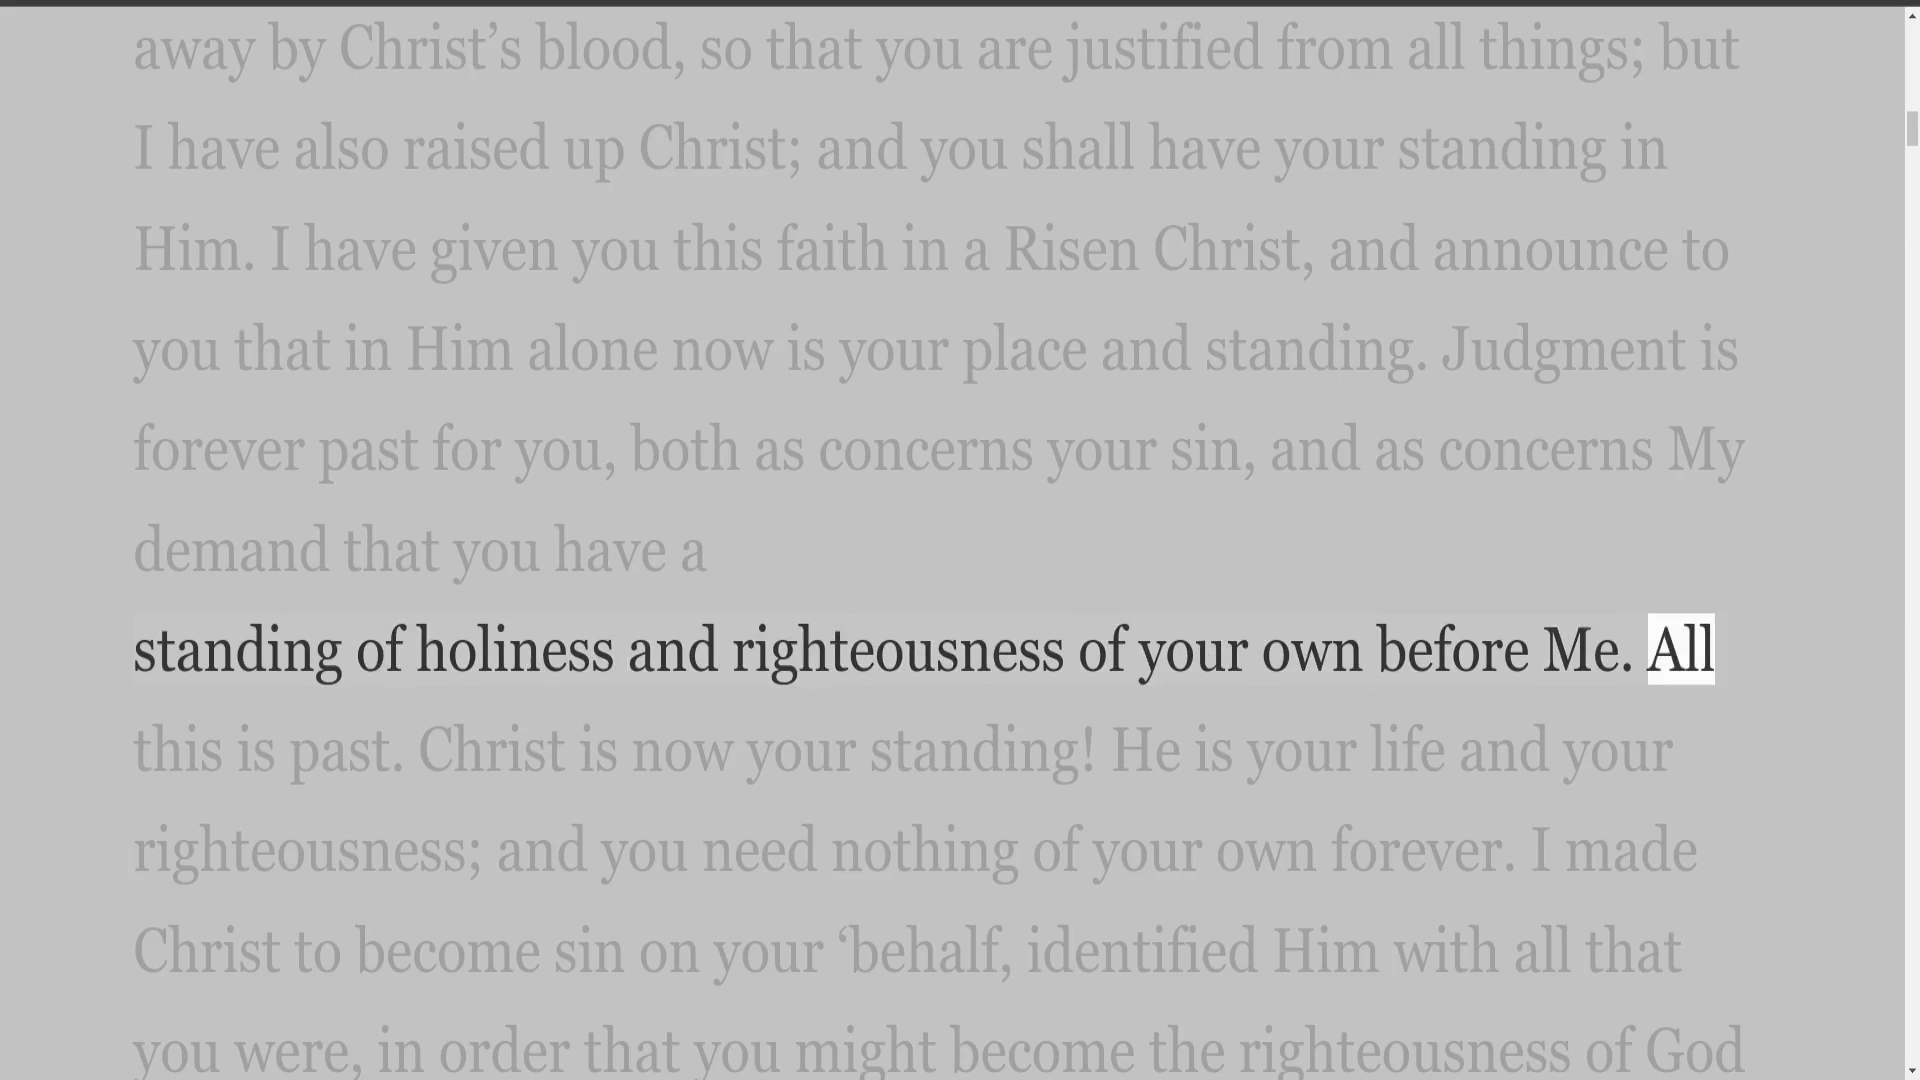 away by Christ’s blood, so that you are justified from all things; but
I have also raised up Christ; and you shall have your standing in
Him. I have given you this faith in a Risen Christ, and announce to
you that in Him alone now is your place and standing. Judgment is
forever past for you, both as concerns your sin, and as concerns My
demand that you have a
standing of holiness and righteousness of your own before Me. All
this is past. Christ is now your standing! He is your life and your
righteousness; and you need nothing of your own forever. I made
Christ to become sin on your ‘behalf, identified Him with all that
you were, in order that you might become the righteousness of God